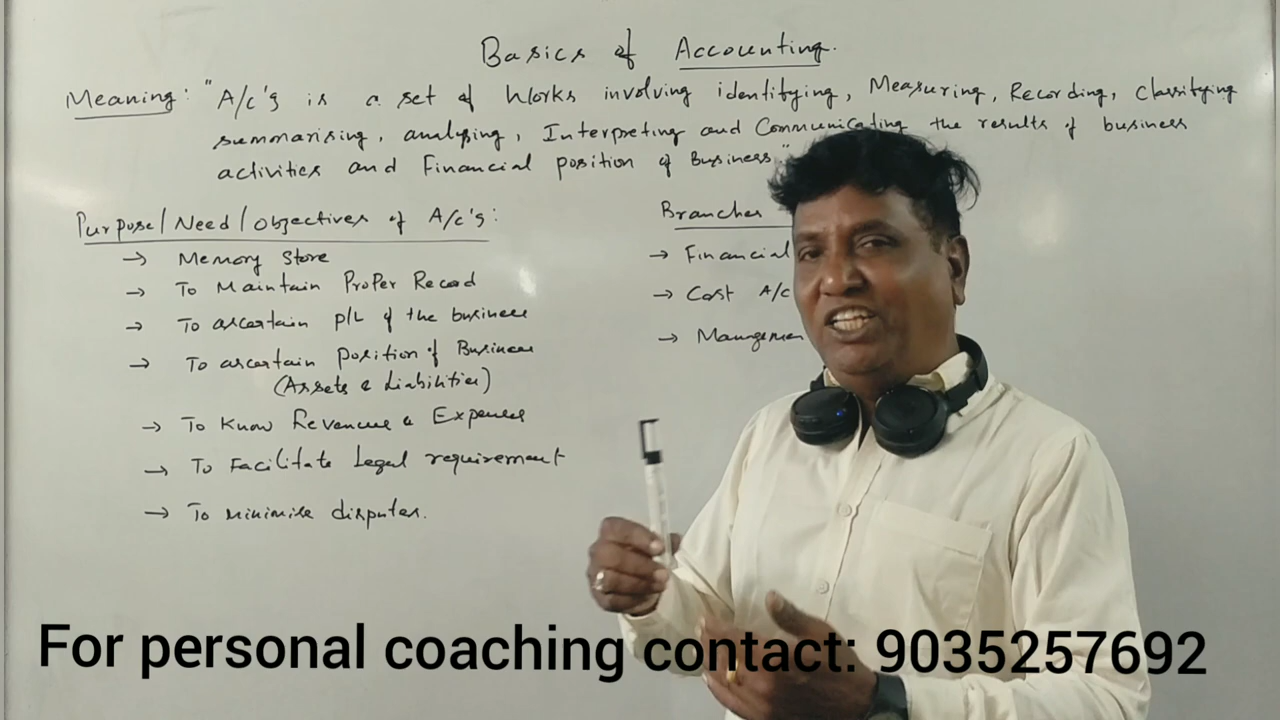 Basics of Accounting.
Meaning: "A/c's is a set of works involving identifying, Measuring, Recording, classifying
summarising, analysing, Interpreting and Communicating the results of business
activities and Financial position of Business."
Purpose/Need/Objectives of A/c's:
→ Memory store
→ To Maintain Proper Record
→ To ascertain P/L of the business
→ To ascertain position of Business
(Assets & Liabilities)
→ To Know Revenue & Expenses
→ To Facilitate Legal requirement
→ To minimise disputes.
Branches
→ Financial
→ Cost A/c
→ Managemen
For personal coaching contact: 9035257692